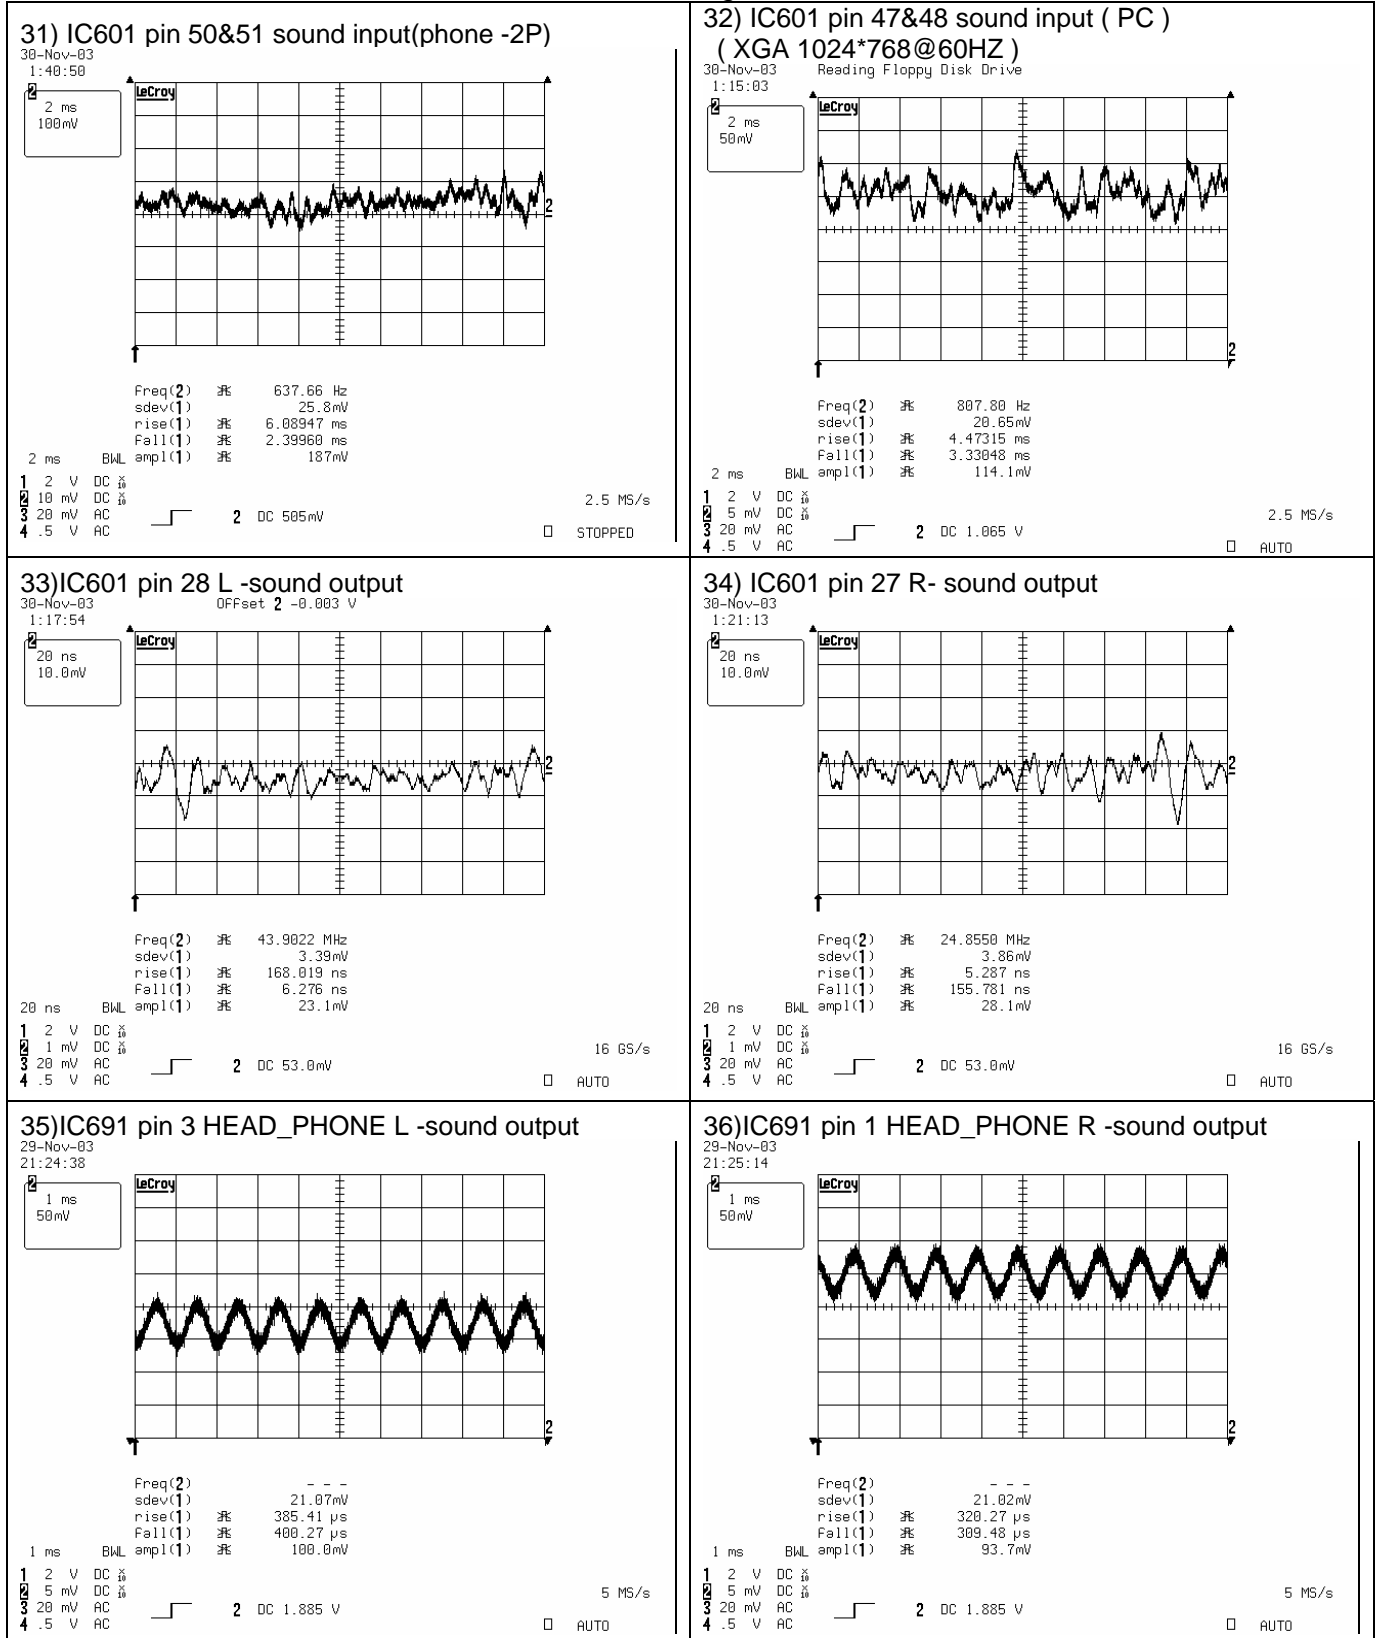 31) IC601 pin 50&51 sound input(phone -2P)
30-Nov-03
1:40:50
2
2 ms
100mV
LeCroy
2
freq(2) 637.66 Hz
sdev(1) 25.8mV
rise(1) 6.08947 ms
fall(1) 2.39960 ms
ampl(1) 187mV
2 ms BWL
1 2 V DC
2 10 mV DC
3 20 mV AC
4 .5 V AC
2 DC 505mV
2.5 MS/s
STOPPED
32) IC601 pin 47&48 sound input ( PC )
( XGA 1024*768@60HZ )
30-Nov-03 Reading Floppy Disk Drive
1:15:03
2
2 ms
50mV
LeCroy
2
freq(2) 807.80 Hz
sdev(1) 20.65mV
rise(1) 4.47315 ms
fall(1) 3.33048 ms
ampl(1) 114.1mV
2 ms BWL
1 2 V DC
2 5 mV DC
3 20 mV AC
4 .5 V AC
2 DC 1.065 V
2.5 MS/s
AUTO
33)IC601 pin 28 L -sound output
30-Nov-03 Offset 2 -0.003 V
1:17:54
2
20 ns
10.0mV
LeCroy
2
freq(2) 43.9022 MHz
sdev(1) 3.39mV
rise(1) 168.019 ns
fall(1) 6.276 ns
ampl(1) 23.1mV
20 ns BWL
1 2 V DC
2 1 mV DC
3 20 mV AC
4 .5 V AC
2 DC 53.0mV
16 GS/s
AUTO
34) IC601 pin 27 R- sound output
30-Nov-03
1:21:13
2
20 ns
10.0mV
LeCroy
2
freq(2) 24.8550 MHz
sdev(1) 3.86mV
rise(1) 5.287 ns
fall(1) 155.781 ns
ampl(1) 28.1mV
20 ns BWL
1 2 V DC
2 1 mV DC
3 20 mV AC
4 .5 V AC
2 DC 53.0mV
16 GS/s
AUTO
35)IC691 pin 3 HEAD_PHONE L -sound output
29-Nov-03
21:24:38
2
1 ms
50mV
LeCroy
2
freq(2) - - -
sdev(1) 21.07mV
rise(1) 385.41 µs
fall(1) 400.27 µs
ampl(1) 100.0mV
1 ms BWL
1 2 V DC
2 5 mV DC
3 20 mV AC
4 .5 V AC
2 DC 1.885 V
5 MS/s
AUTO
36)IC691 pin 1 HEAD_PHONE R -sound output
29-Nov-03
21:25:14
2
1 ms
50mV
LeCroy
2
freq(2) - - -
sdev(1) 21.02mV
rise(1) 320.27 µs
fall(1) 309.48 µs
ampl(1) 93.7mV
1 ms BWL
1 2 V DC
2 5 mV DC
3 20 mV AC
4 .5 V AC
2 DC 1.885 V
5 MS/s
AUTO